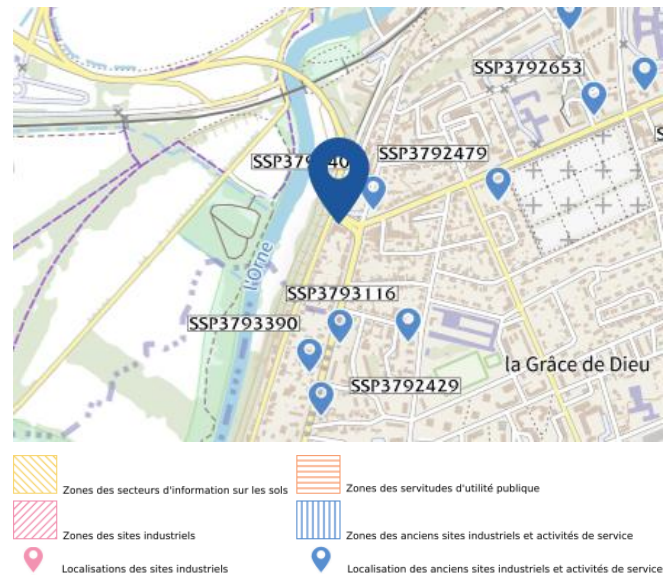 SSP3792653
SSP3792479
l'Orne
SSP3793116
SSP3793390
la Grâce de Dieu
SSP3792429
Zones des secteurs d'information sur les sols
Zones des servitudes d'utilité publique
Zones des sites industriels
Zones des anciens sites industriels et activités de service
Localisations des sites industriels
Localisation des anciens sites industriels et activités de service